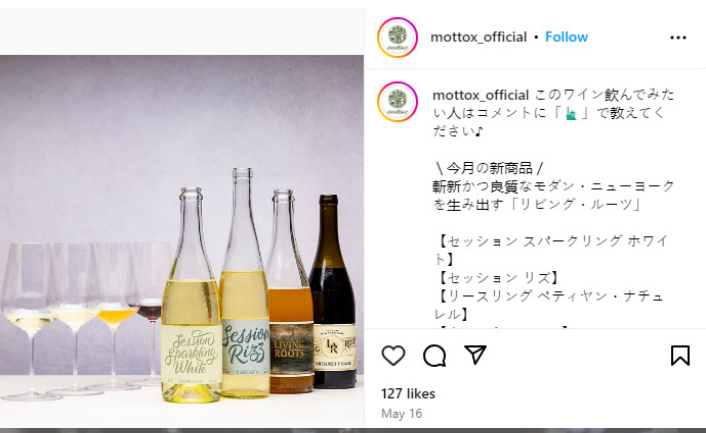 mottox_official • Follow
mottox_official このワイン飲んでみた
い人はコメントに「🗽」で教えてく
ださい♪
\ 今月の新商品 /
斬新かつ良質なモダン・ニューヨーク
を生み出す「リビング・ルーツ」
【セッション スパークリング ホワイ
ト】
【セッション リズ】
【リースリング ペティヤン・ナチュ
レル】
127 likes
May 16
Session
Sparkling
White
Session
Rizz
LIVING
ROOTS
LR